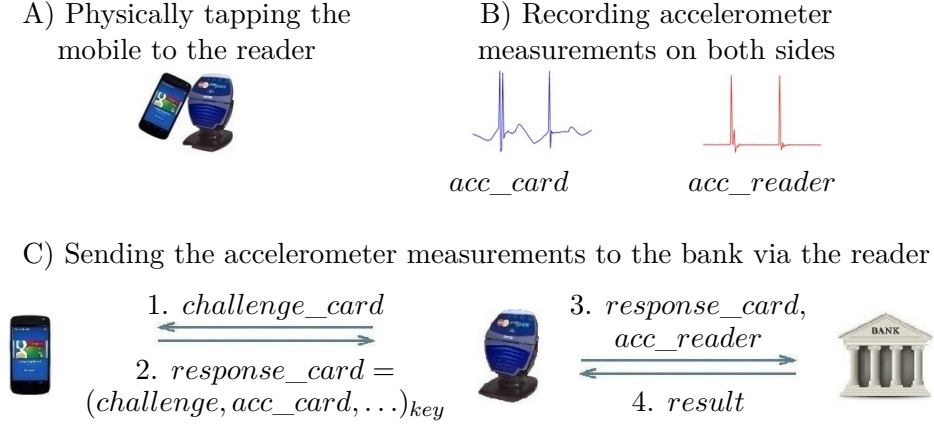 A) Physically tapping the
mobile to the reader
B) Recording accelerometer
measurements on both sides
acc_card
acc_reader
C) Sending the accelerometer measurements to the bank via the reader
1. challenge_card
2. response_card =
(challenge, acc_card, …)key
3. response_card,
acc_reader
4. result
BANK